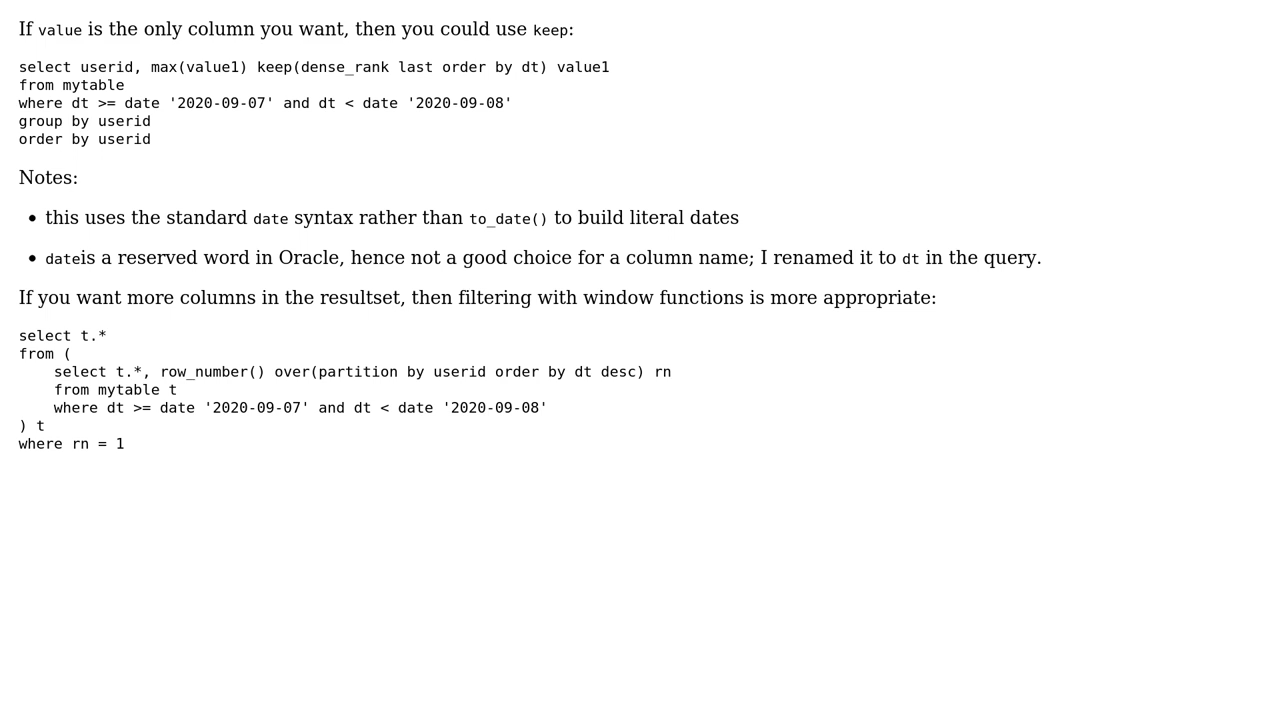 If value is the only column you want, then you could use keep:
select userid, max(value1) keep(dense_rank last order by dt) value1
from mytable
where dt >= date '2020-09-07' and dt < date '2020-09-08'
group by userid
order by userid
Notes:
• this uses the standard date syntax rather than to_date() to build literal dates
• dateis a reserved word in Oracle, hence not a good choice for a column name; I renamed it to dt in the query.
If you want more columns in the resultset, then filtering with window functions is more appropriate:
select t.*
from (
    select t.*, row_number() over(partition by userid order by dt desc) rn
    from mytable t
    where dt >= date '2020-09-07' and dt < date '2020-09-08'
) t
where rn = 1